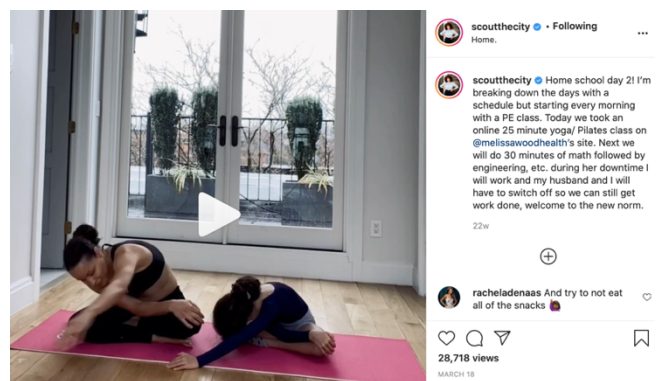 scoutthecity • Following
Home.
scoutthecity Home school day 2! I'm
breaking down the days with a
schedule but starting every morning
with a PE class. Today we took an
online 25 minute yoga/ Pilates class on
@melissawoodhealth's site. Next we
will do 30 minutes of math followed by
engineering, etc. during her downtime I
will work and my husband and I will
have to switch off so we can still get
work done, welcome to the new norm.
22w
racheladenaas And try to not eat
all of the snacks 🤷🏾‍♀️
28,718 views
MARCH 18